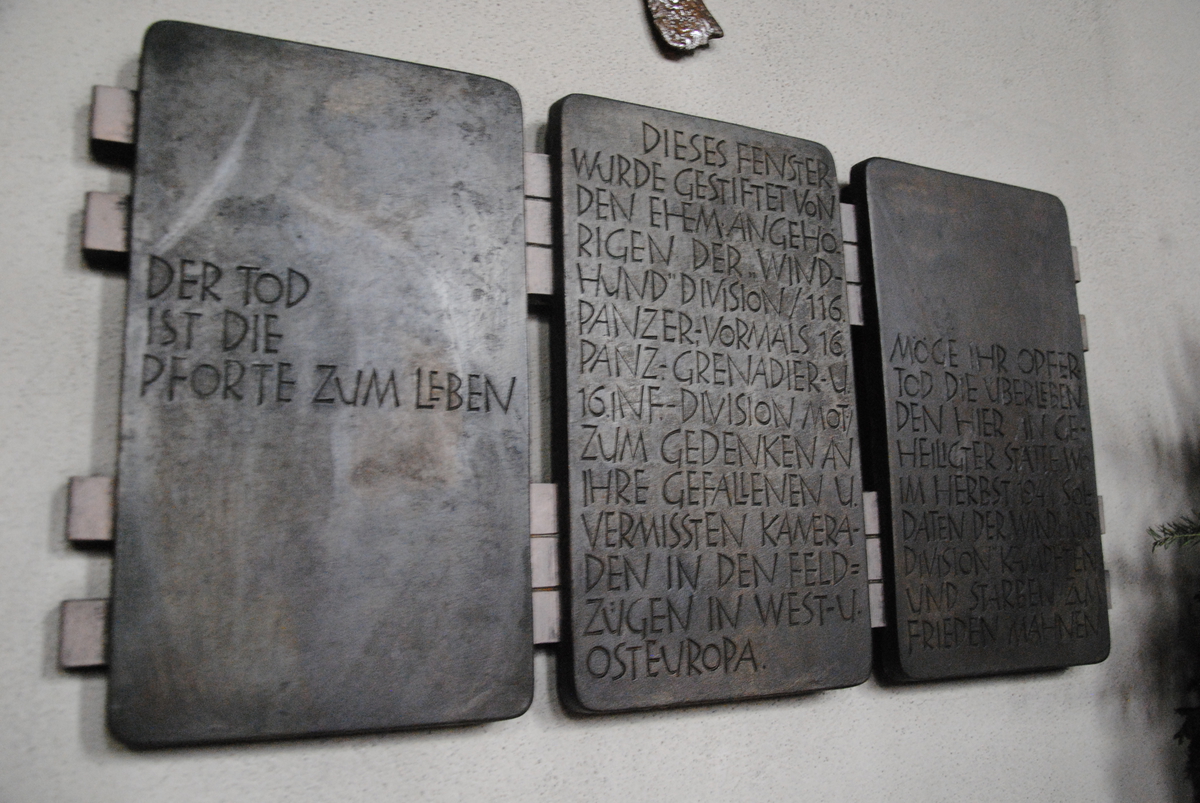 DER TOD
IST DIE
PFORTE ZUM LEBEN
DIESES FENSTER
WURDE GESTIFTET VON
DEN EHEM. ANGEHÖ-
RIGEN DER „WIND-
HUND" DIVISION / 116.
PANZER-, VORMALS 16.
PANZ-GRENADIER-U.
16. INF-DIVISION MOT/
ZUM GEDENKEN AN
IHRE GEFALLENEN U.
VERMISSTEN KAMERA-
DEN IN DEN FELD=
ZÜGEN IN WEST-U.
OSTEUROPA.
MÖGE IHR OPFER
TOD DIE ÜBERLEBEN
DEN HIER IN GE-
HEILIGTER STÄTTE WO
IM HERBST SOL
DATEN DER WINDHUND
DIVISION" KÄMPFTEN
UND STARBEN ZUM
FRIEDEN MAHNEN